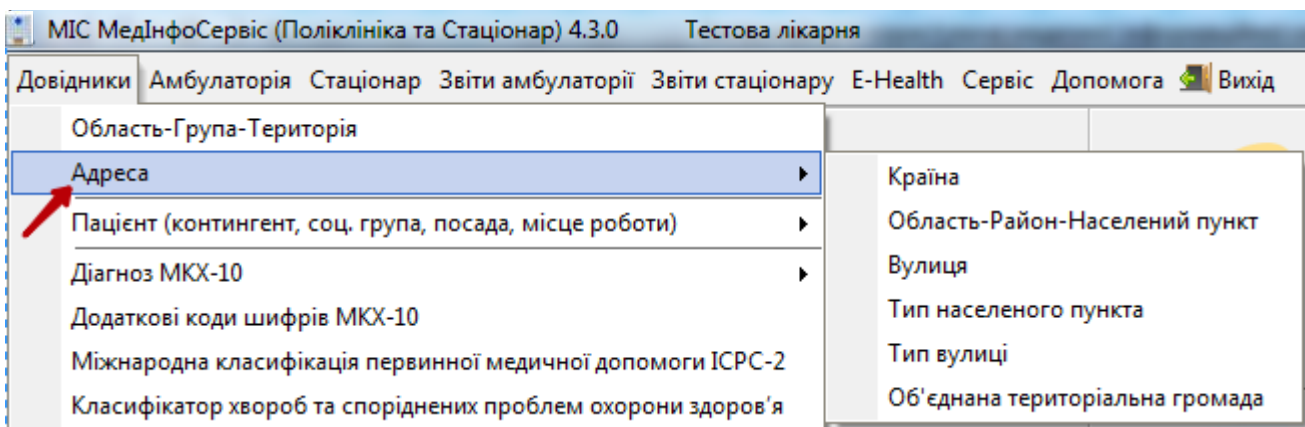 МІС МедІнфоСервіс (Поліклініка та Стаціонар) 4.3.0 Тестова лікарня
Довідники Амбулаторія Стаціонар Звіти амбулаторії Звіти стаціонару E-Health Сервіс Допомога Вихід
Область-Група-Територія
Адреса
Пацієнт (контингент, соц. група, посада, місце роботи)
Діагноз МКХ-10
Додаткові коди шифрів МКХ-10
Міжнародна класифікація первинної медичної допомоги ICPC-2
Класифікатор хвороб та споріднених проблем охорони здоров'я
Країна
Область-Район-Населений пункт
Вулиця
Тип населеного пункта
Тип вулиці
Об'єднана територіальна громада